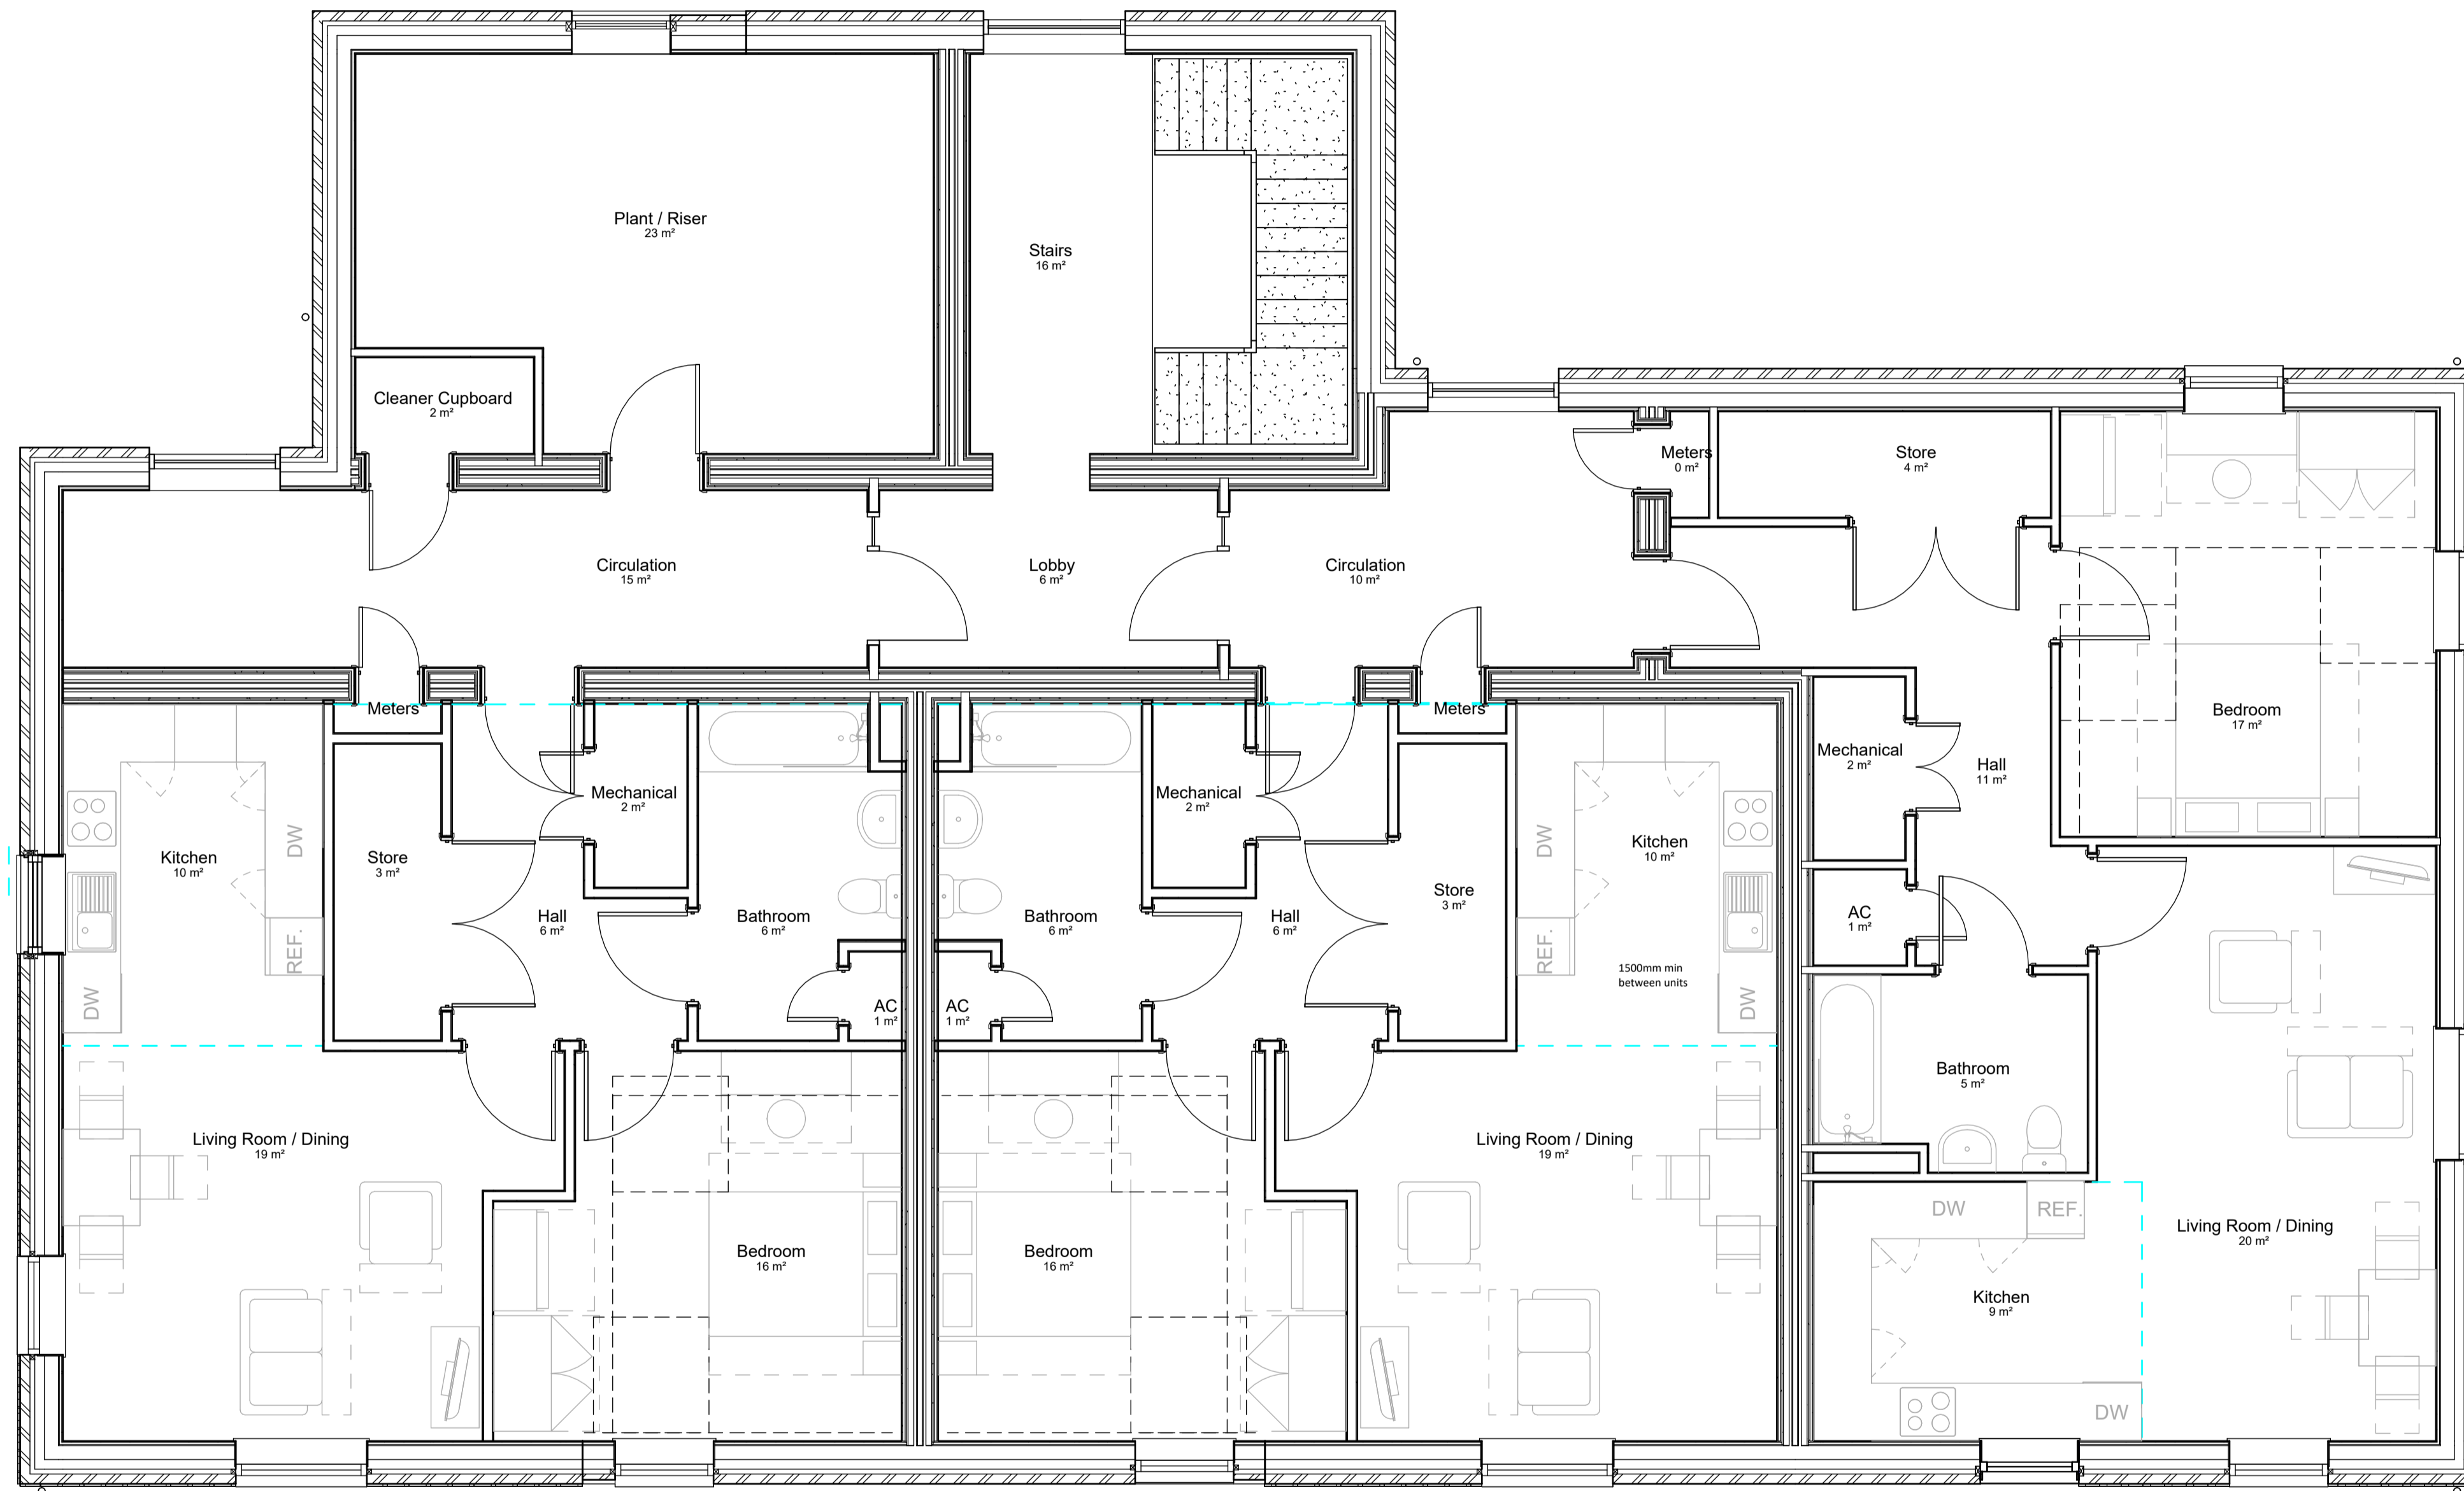 Plant / Riser
23 m²
Stairs
16 m²
Cleaner Cupboard
2 m²
Meters
0 m²
Store
4 m²
Circulation
15 m²
Lobby
6 m²
Circulation
10 m²
Meters
Meters
Bedroom
17 m²
Mechanical
2 m²
Mechanical
2 m²
Mechanical
2 m²
Hall
11 m²
Kitchen
10 m²
DW
Store
3 m²
Hall
6 m²
Bathroom
6 m²
Bathroom
6 m²
Hall
6 m²
Store
3 m²
DW
Kitchen
10 m²
REF.
DW
AC
1 m²
AC
1 m²
REF.
1500mm min
between units
DW
AC
1 m²
Bathroom
5 m²
Living Room / Dining
19 m²
Living Room / Dining
19 m²
Bedroom
16 m²
Bedroom
16 m²
DW
REF.
Living Room / Dining
20 m²
Kitchen
9 m²
DW